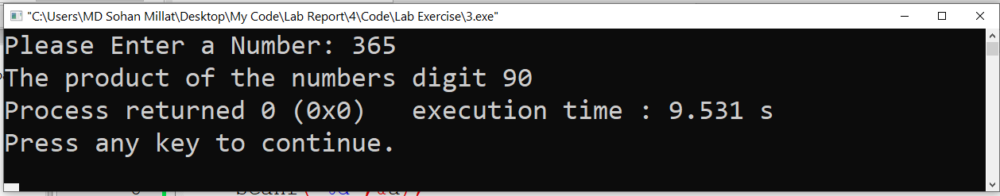 "C:\Users\MD Sohan Millat\Desktop\My Code\Lab Report\4\Code\Lab Exercise\3.exe"
Please Enter a Number: 365
The product of the numbers digit 90
Process returned 0 (0x0)   execution time : 9.531 s
Press any key to continue.